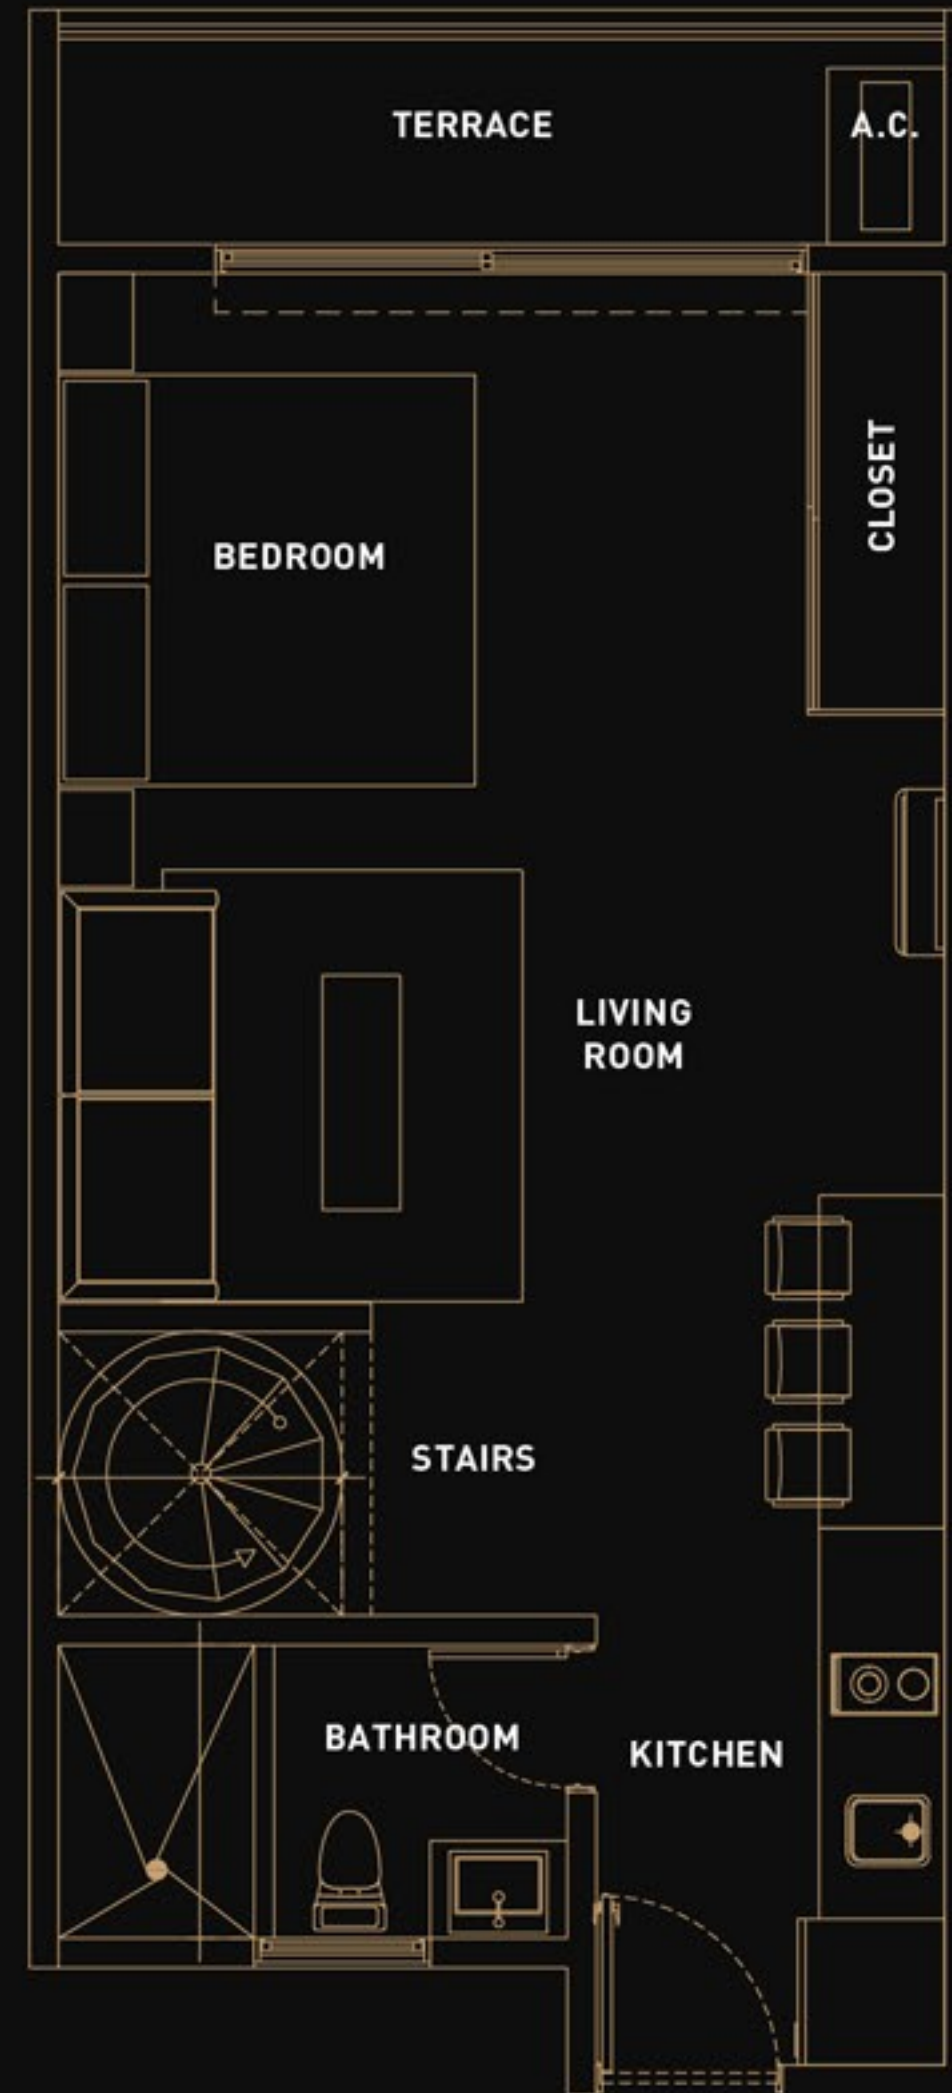 TERRACE
A.C.
CLOSET
BEDROOM
LIVING
ROOM
STAIRS
BATHROOM
KITCHEN